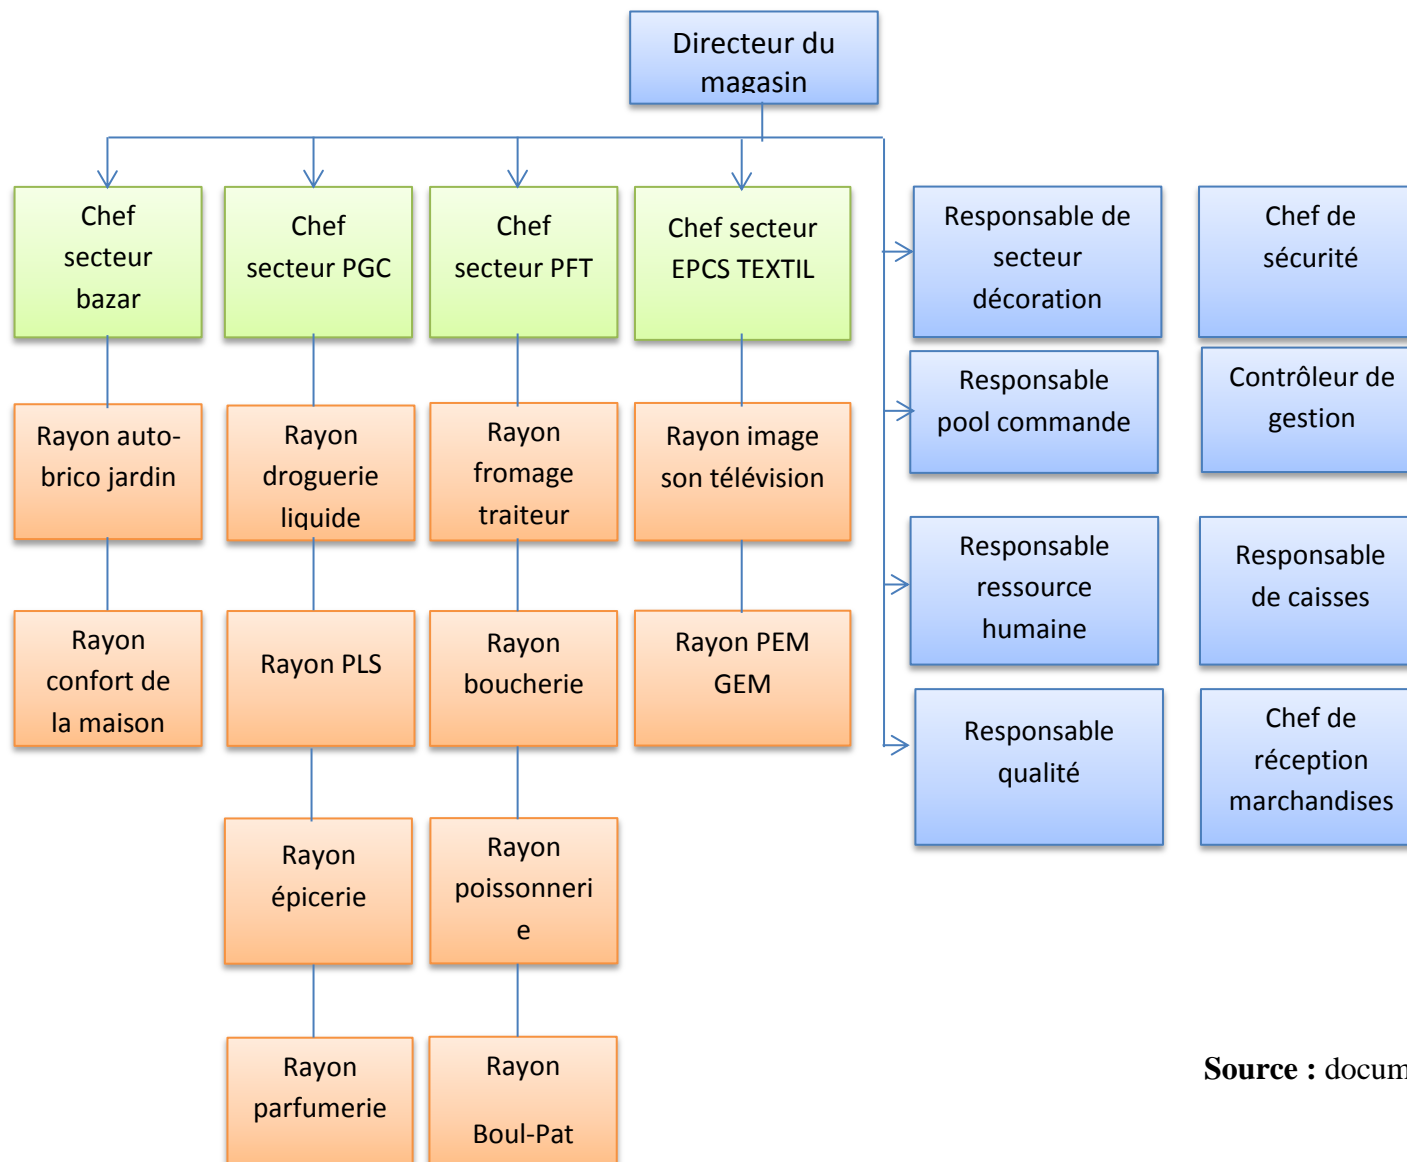 Directeur du
magasin
Chef
secteur
bazar
Chef
secteur PGC
Chef
secteur PFT
Chef secteur
EPCS TEXTIL
Responsable de
secteur
décoration
Chef de
sécurité
Rayon auto-
brico jardin
Rayon
droguerie
liquide
Rayon
fromage
traiteur
Rayon image
son télévision
Responsable
pool commande
Contrôleur de
gestion
Responsable
ressource
humaine
Responsable
de caisses
Rayon
confort de
la maison
Rayon PLS
Rayon
boucherie
Rayon PEM
GEM
Responsable
qualité
Chef de
réception
marchandises
Rayon
épicerie
Rayon
poissonneri
e
Rayon
parfumerie
Rayon
Boul-Pat
Source : docum